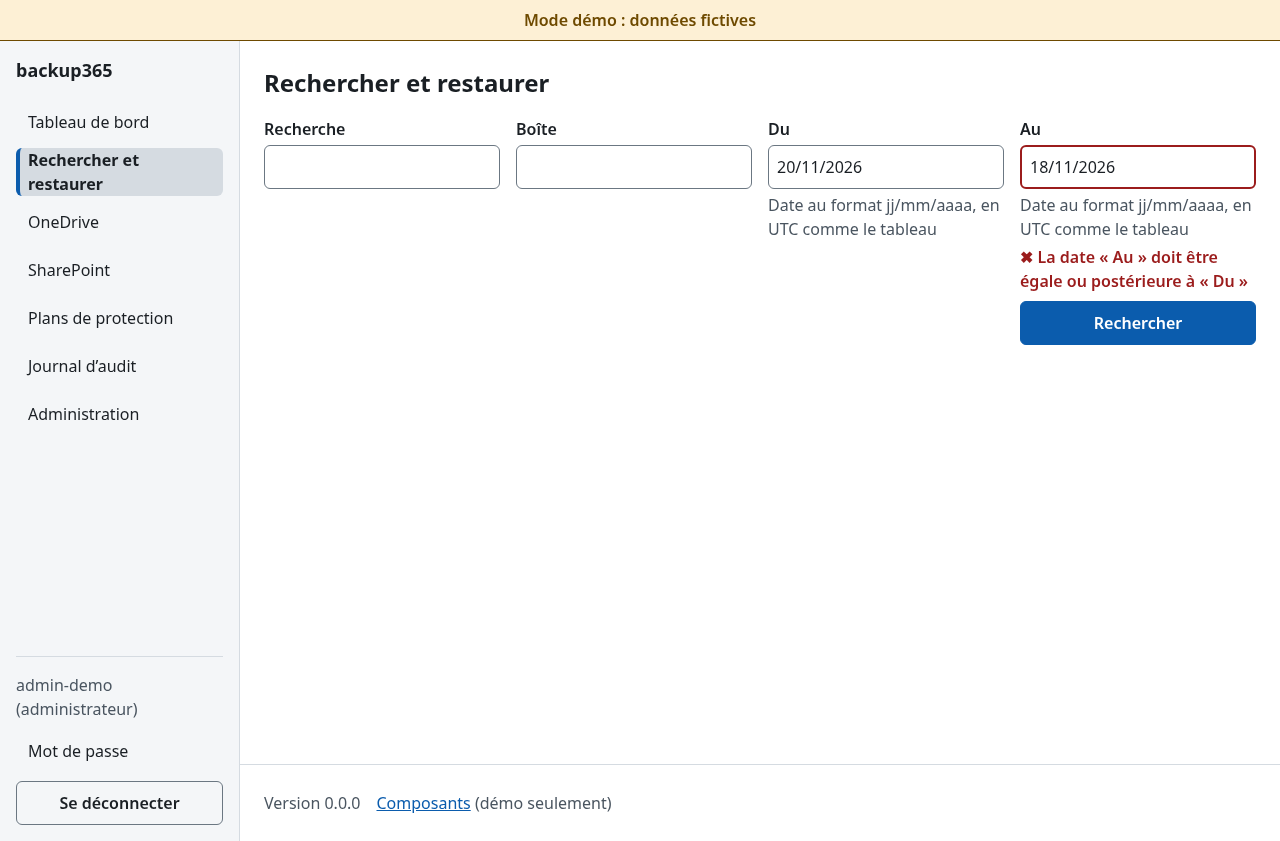 Mode démo : données fictives
backup365
Tableau de bord
Rechercher et
restaurer
OneDrive
SharePoint
Plans de protection
Journal d’audit
Administration
admin-demo
(administrateur)
Mot de passe
Se déconnecter
Rechercher et restaurer
Recherche
Boîte
Du
20/11/2026
Date au format jj/mm/aaaa, en
UTC comme le tableau
Au
18/11/2026
Date au format jj/mm/aaaa, en
UTC comme le tableau
✖ La date « Au » doit être
égale ou postérieure à « Du »
Rechercher
Version 0.0.0 Composants (démo seulement)